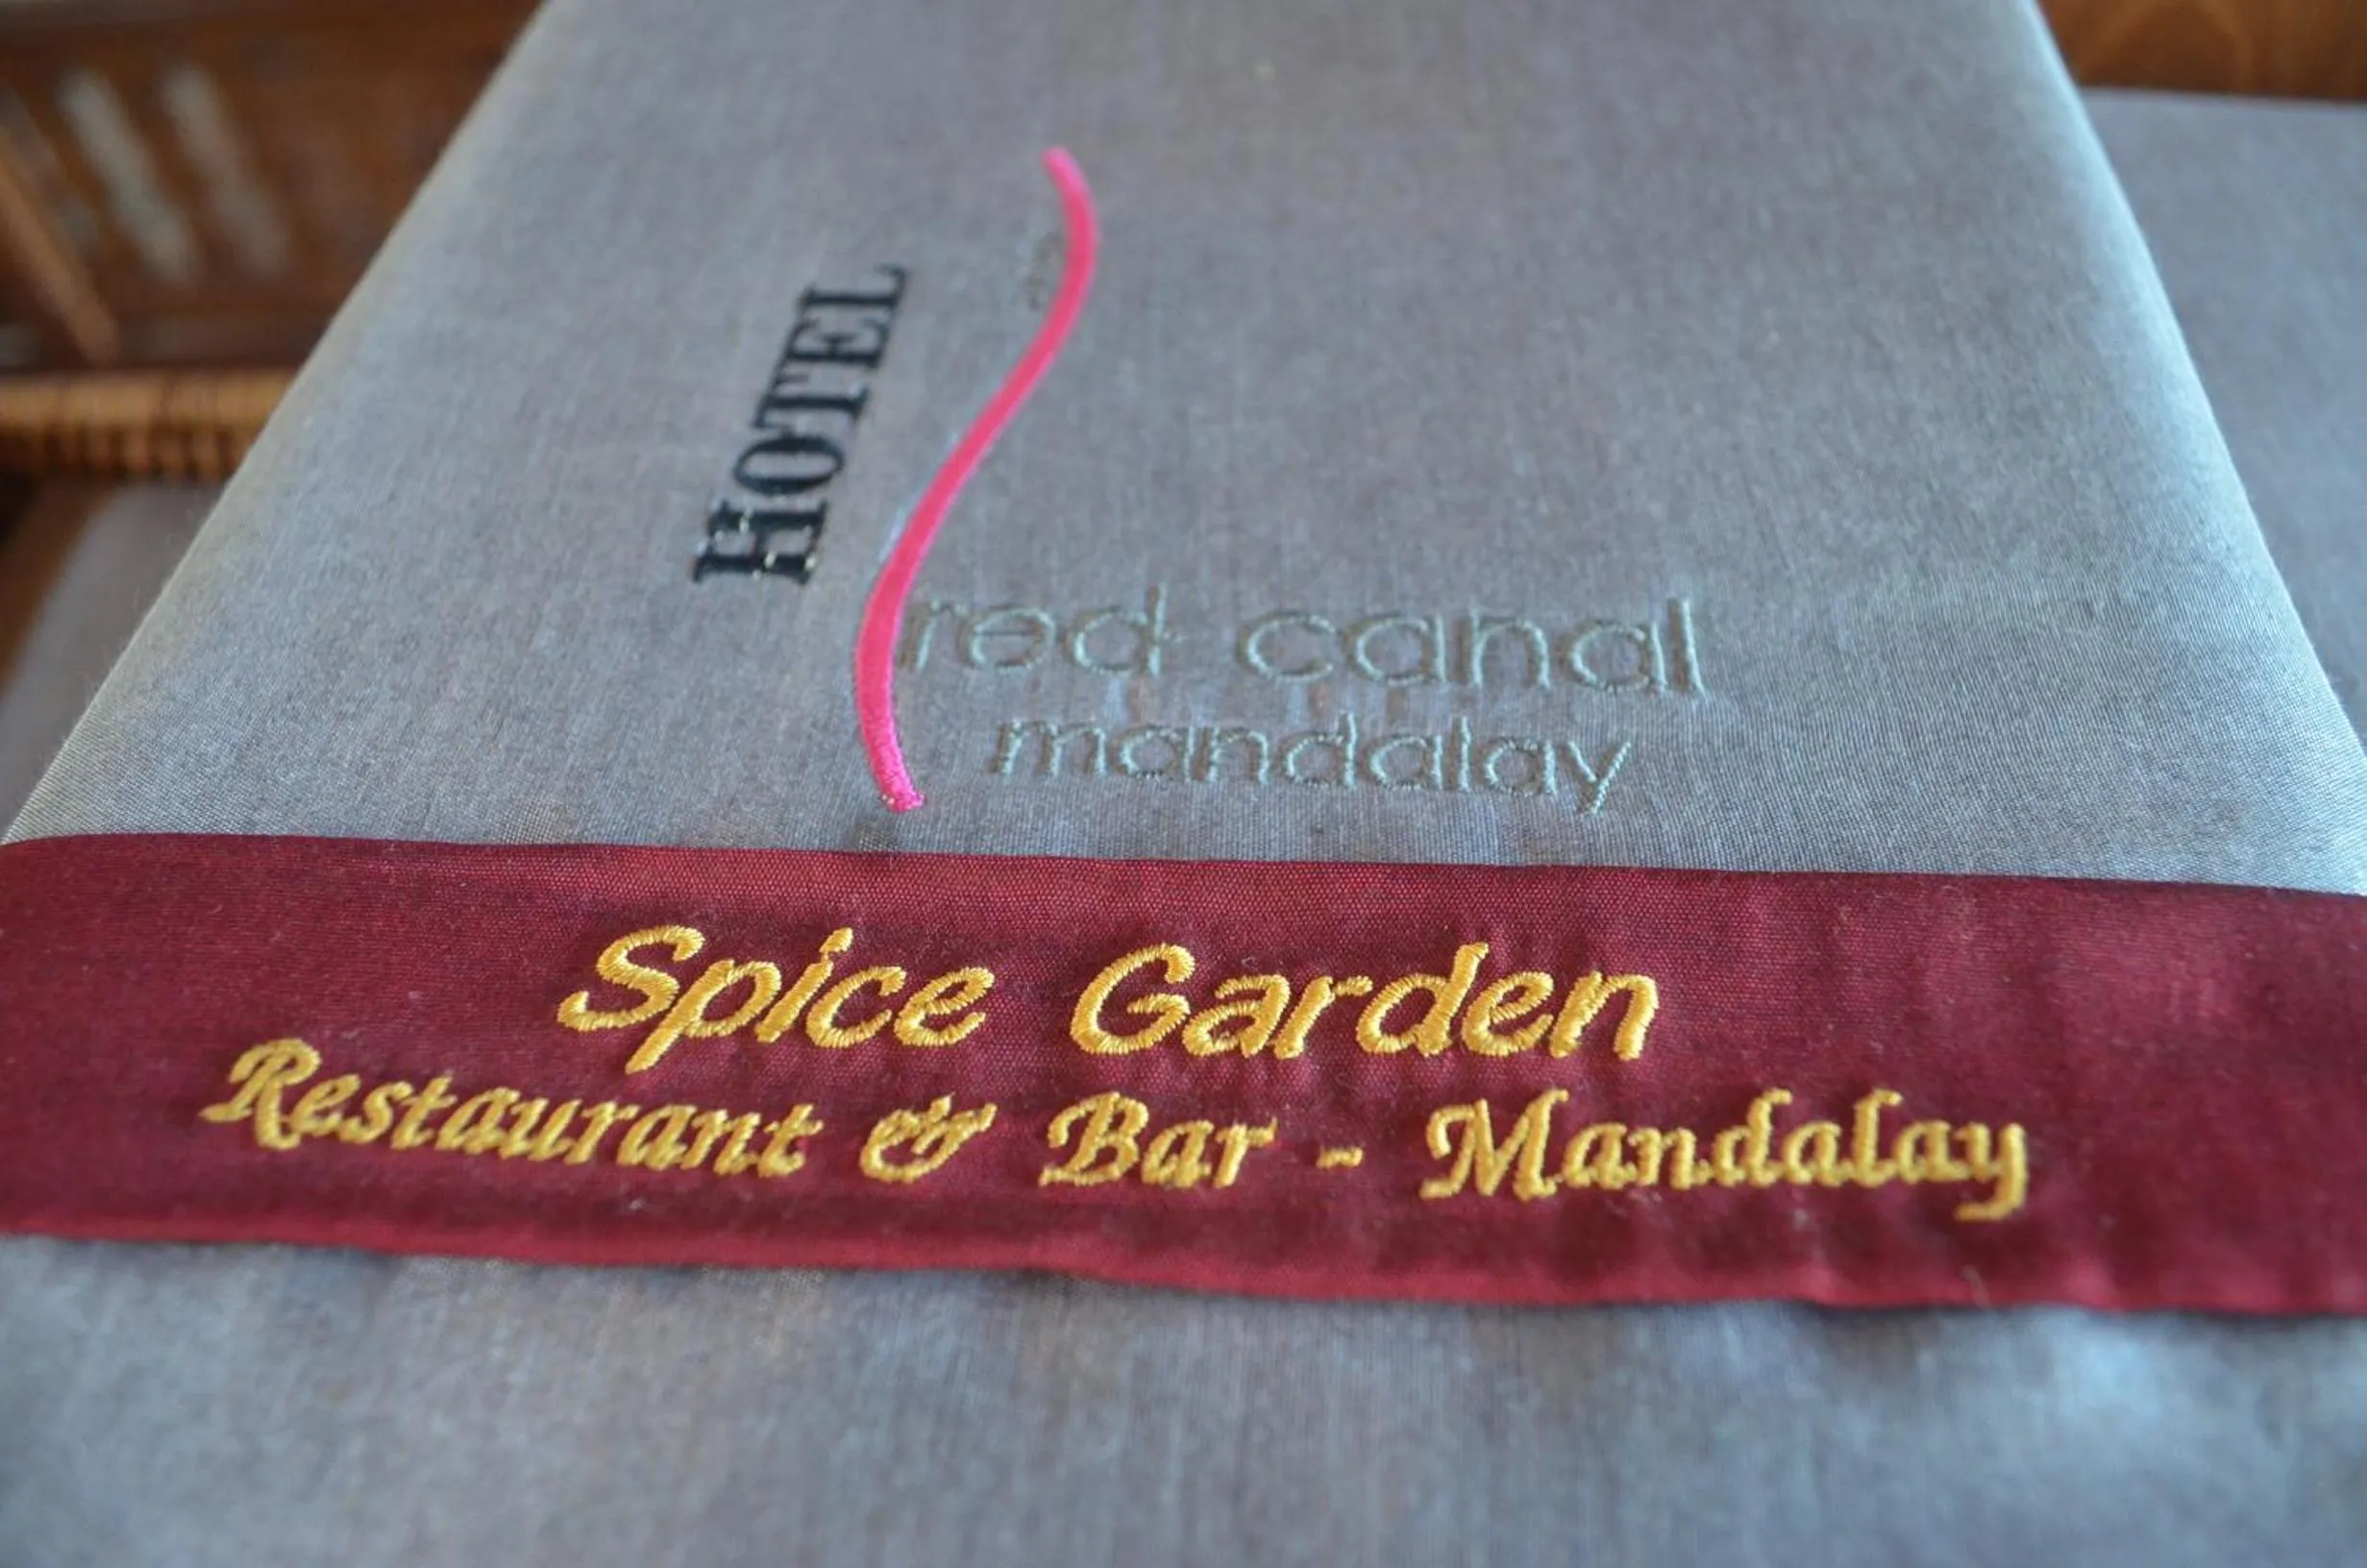 HOTEL
red canal
mandalay
Spice Garden
Restaurant & Bar - Mandalay